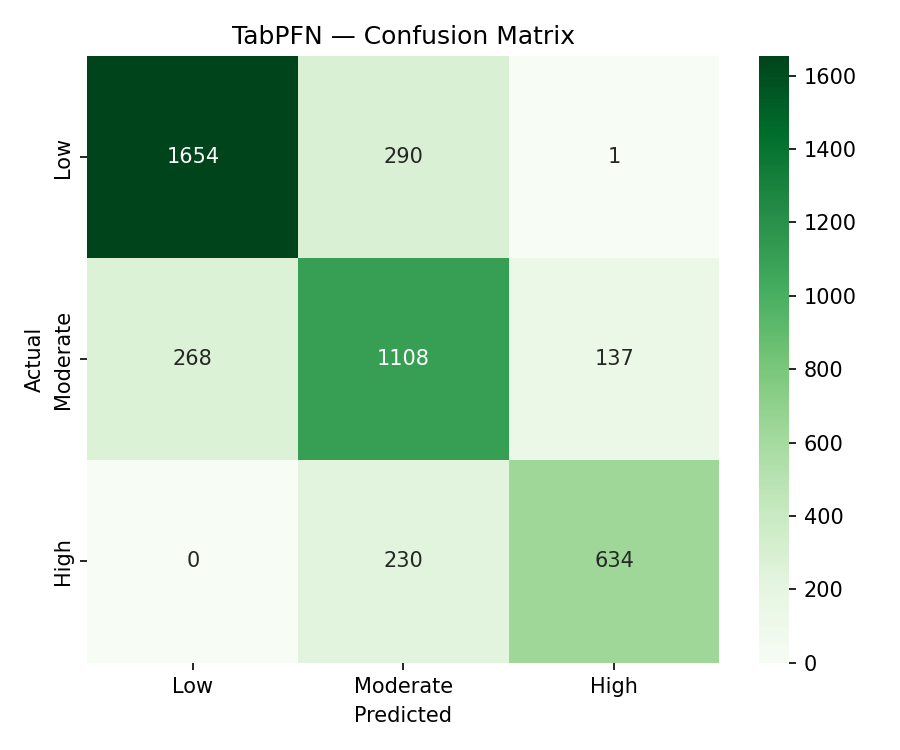 TabPFN — Confusion Matrix
Actual
Low
Moderate
High
1654 290 1
268 1108 137
0 230 634
Low Moderate High
Predicted
1600
1400
1200
1000
800
600
400
200
0